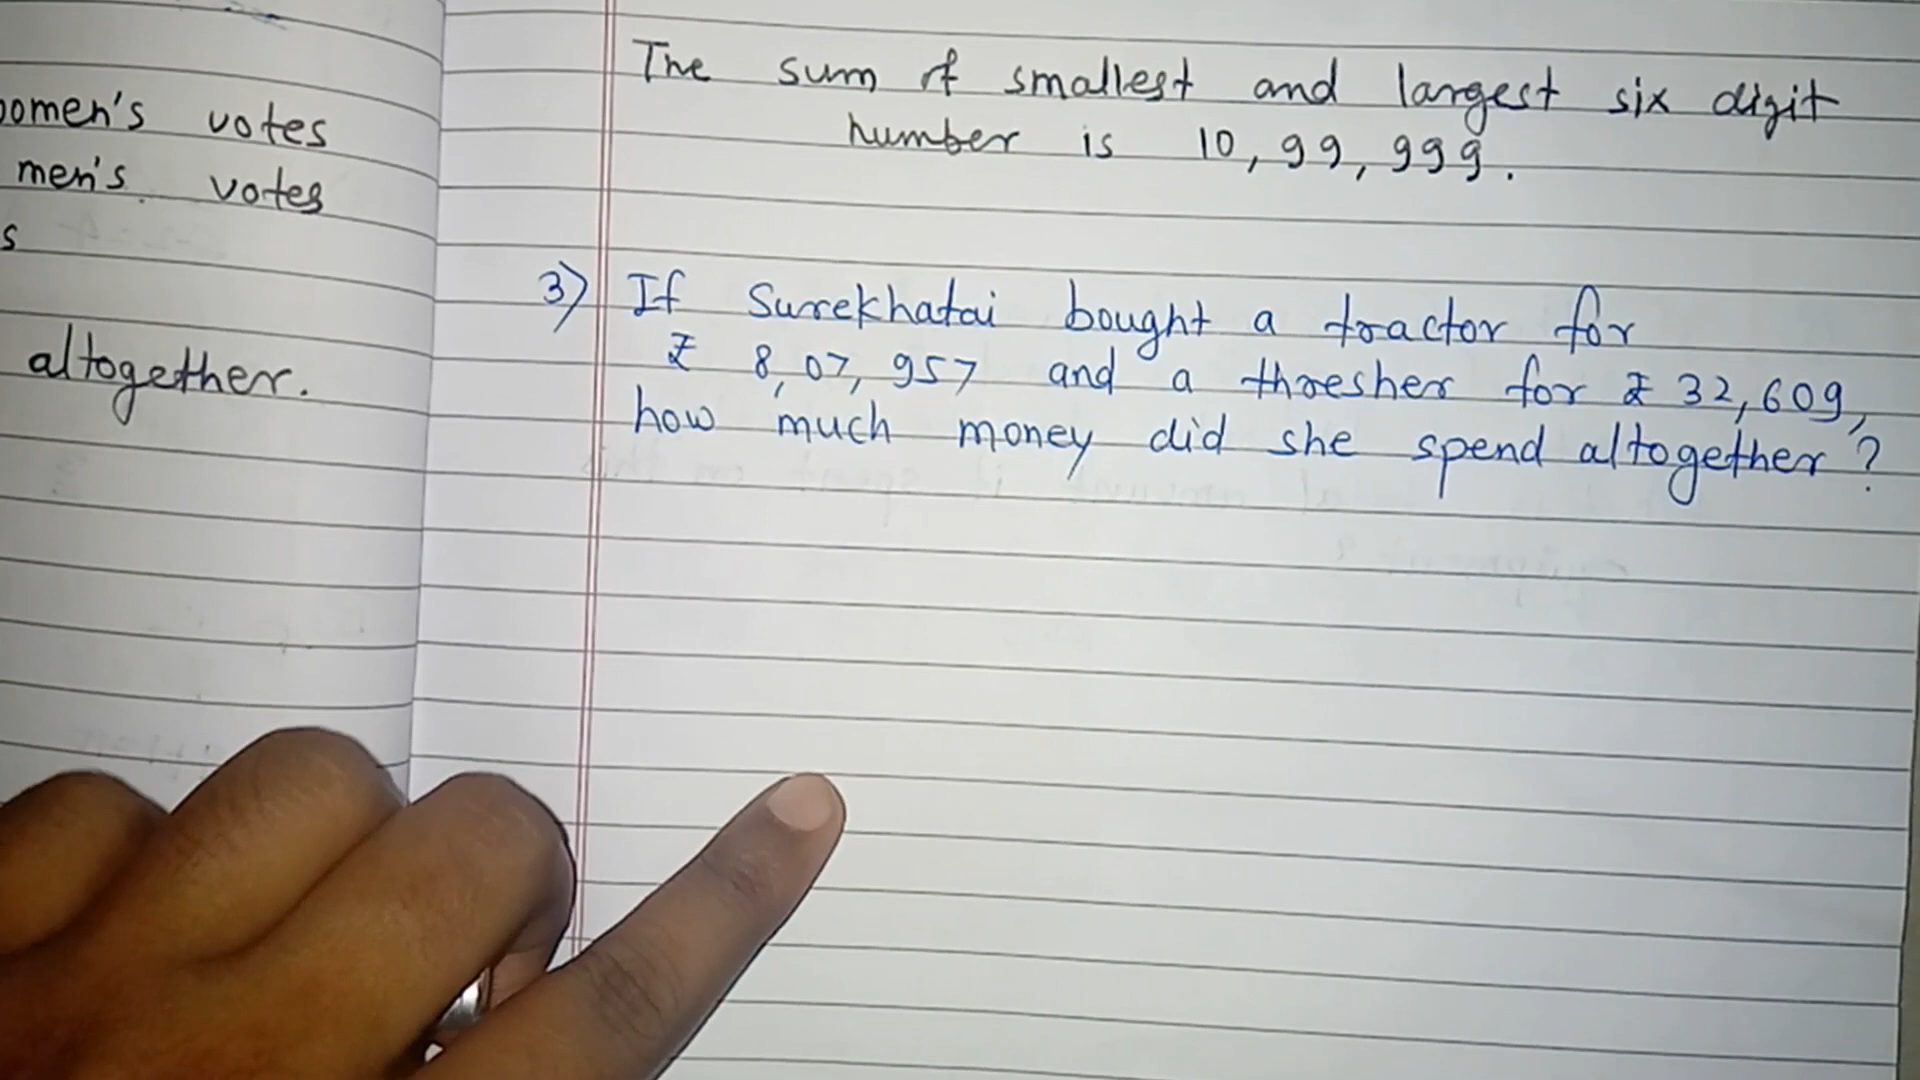 votes
men's votes
s
altogether.
The sum of smallest and largest six digit
number is 10,99,999.
3) If Surekhatai bought a tractor for
₹ 8,07,957 and a thresher for ₹ 32,609,
how much money did she spend altogether?